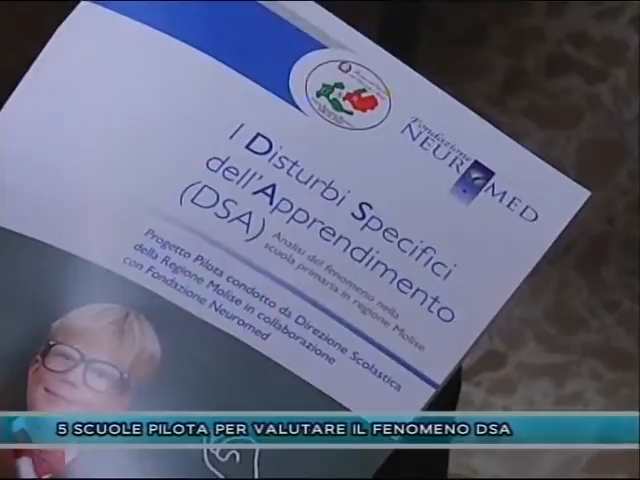 Fondazione
NEUROMED
I Disturbi Specifici
dell'Apprendimento
(DSA)
Analisi del fenomeno nella
scuola primaria in regione Molise
Progetto Pilota condotto da Direzione Scolastica
della Regione Molise in collaborazione
con Fondazione Neuromed
5 SCUOLE PILOTA PER VALUTARE IL FENOMENO DSA